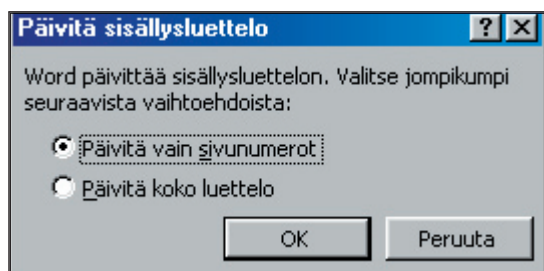 Päivitä sisällysluettelo
Word päivittää sisällysluettelon. Valitse jompikumpi
seuraavista vaihtoehdoista:
Päivitä vain sivunumerot
Päivitä koko luettelo
OK Peruuta